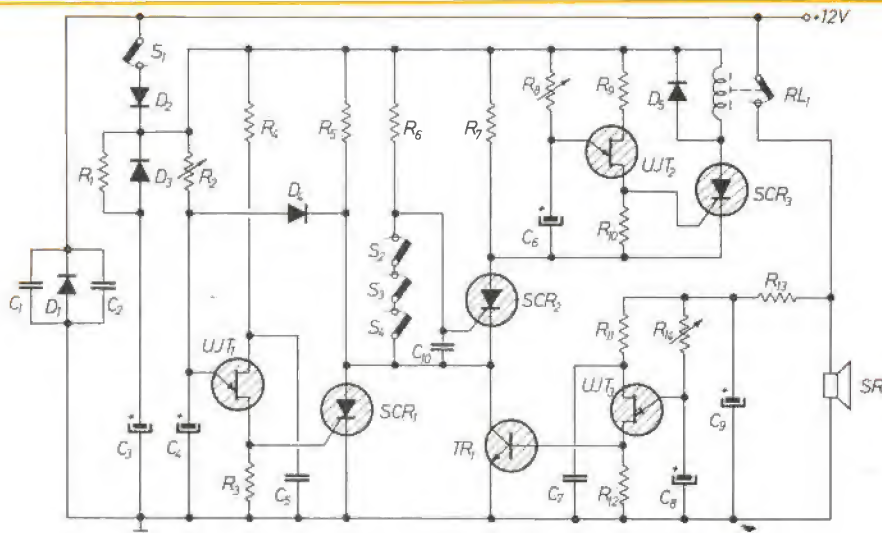 +12V
S1
D2
R1
D3
R2
R4
R5
R6
R7
R8
R9
D5
RL1
UJT2
SCR3
C6
R10
D4
S2
S3
S4
C1
D1
C2
SCR2
C10
R13
UJT1
SCR1
R11
R14
UJT3
C9
SR
C3
C4
R3
C5
TR1
C7
R12
C8